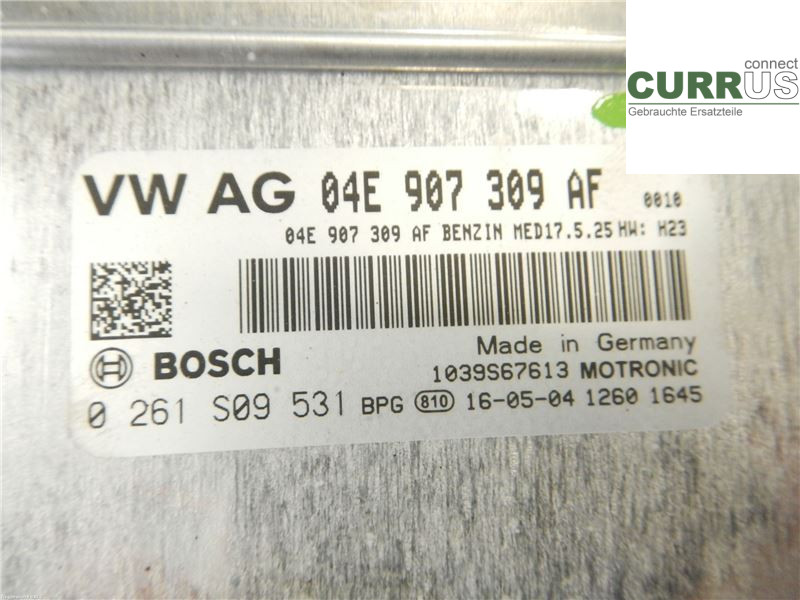 connect
CURRUS
Gebrauchte Ersatzteile
VW AG 04E 907 309 AF 0010
04E 907 309 AF BENZIN MED17.5.25 HW: H23
Made in Germany
BOSCH
1039S67613 MOTRONIC
0 261 S09 531 BPG 810 16-05-04 1260 1645